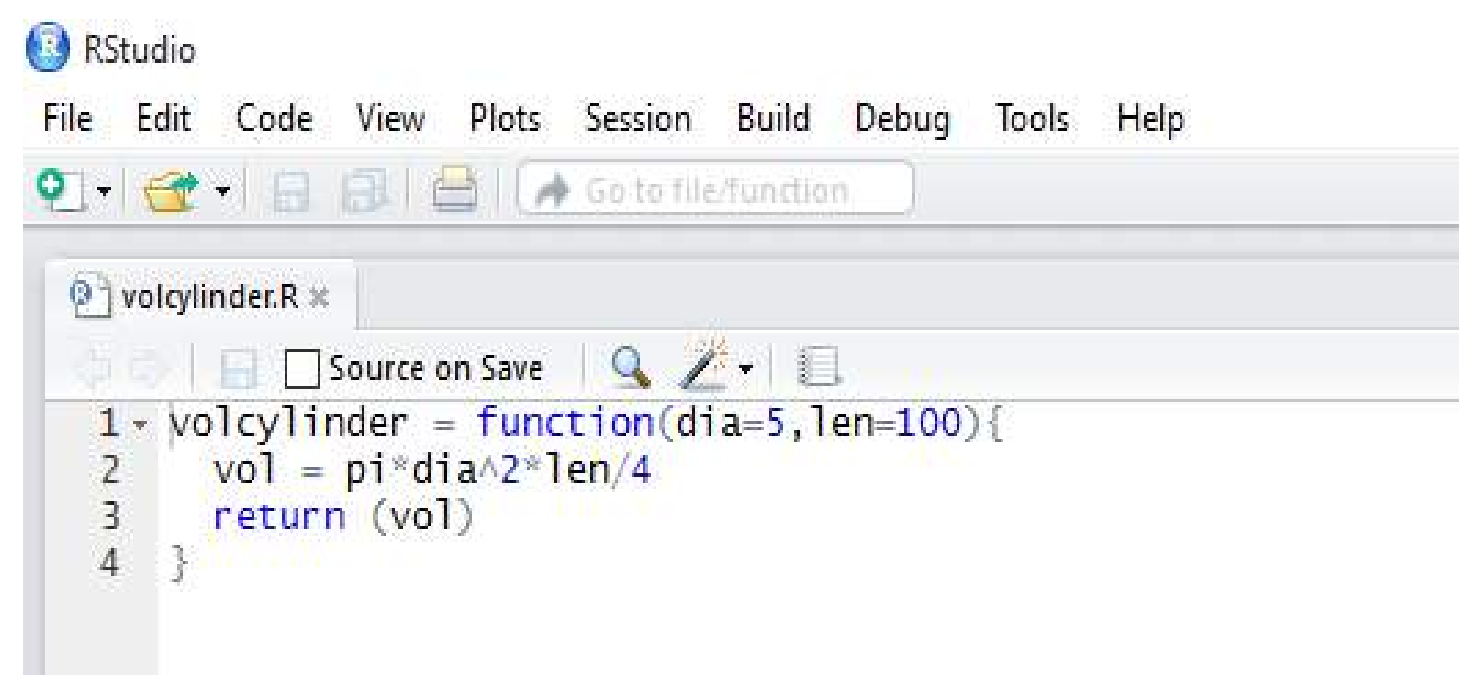 RStudio
File Edit Code View Plots Session Build Debug Tools Help
Go to file/function
volcylinder.R
Source on Save
1 volcylinder = function(dia=5,len=100){
2   vol = pi*dia^2*len/4
3   return (vol)
4 }